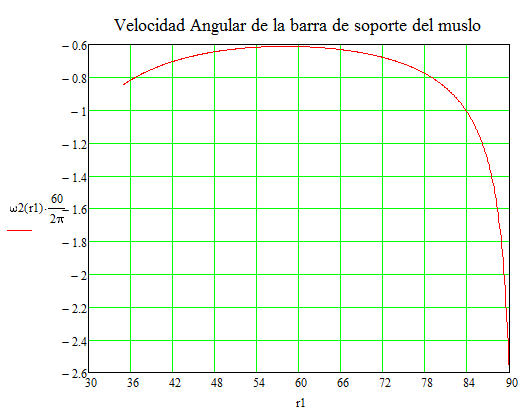 Velocidad Angular de la barra de soporte del muslo
− 0.6
− 0.8
− 1
− 1.2
− 1.4
ω2(r1)·60/2π
− 1.6
− 1.8
− 2
− 2.2
− 2.4
− 2.6
30 36 42 48 54 60 66 72 78 84 90
r1